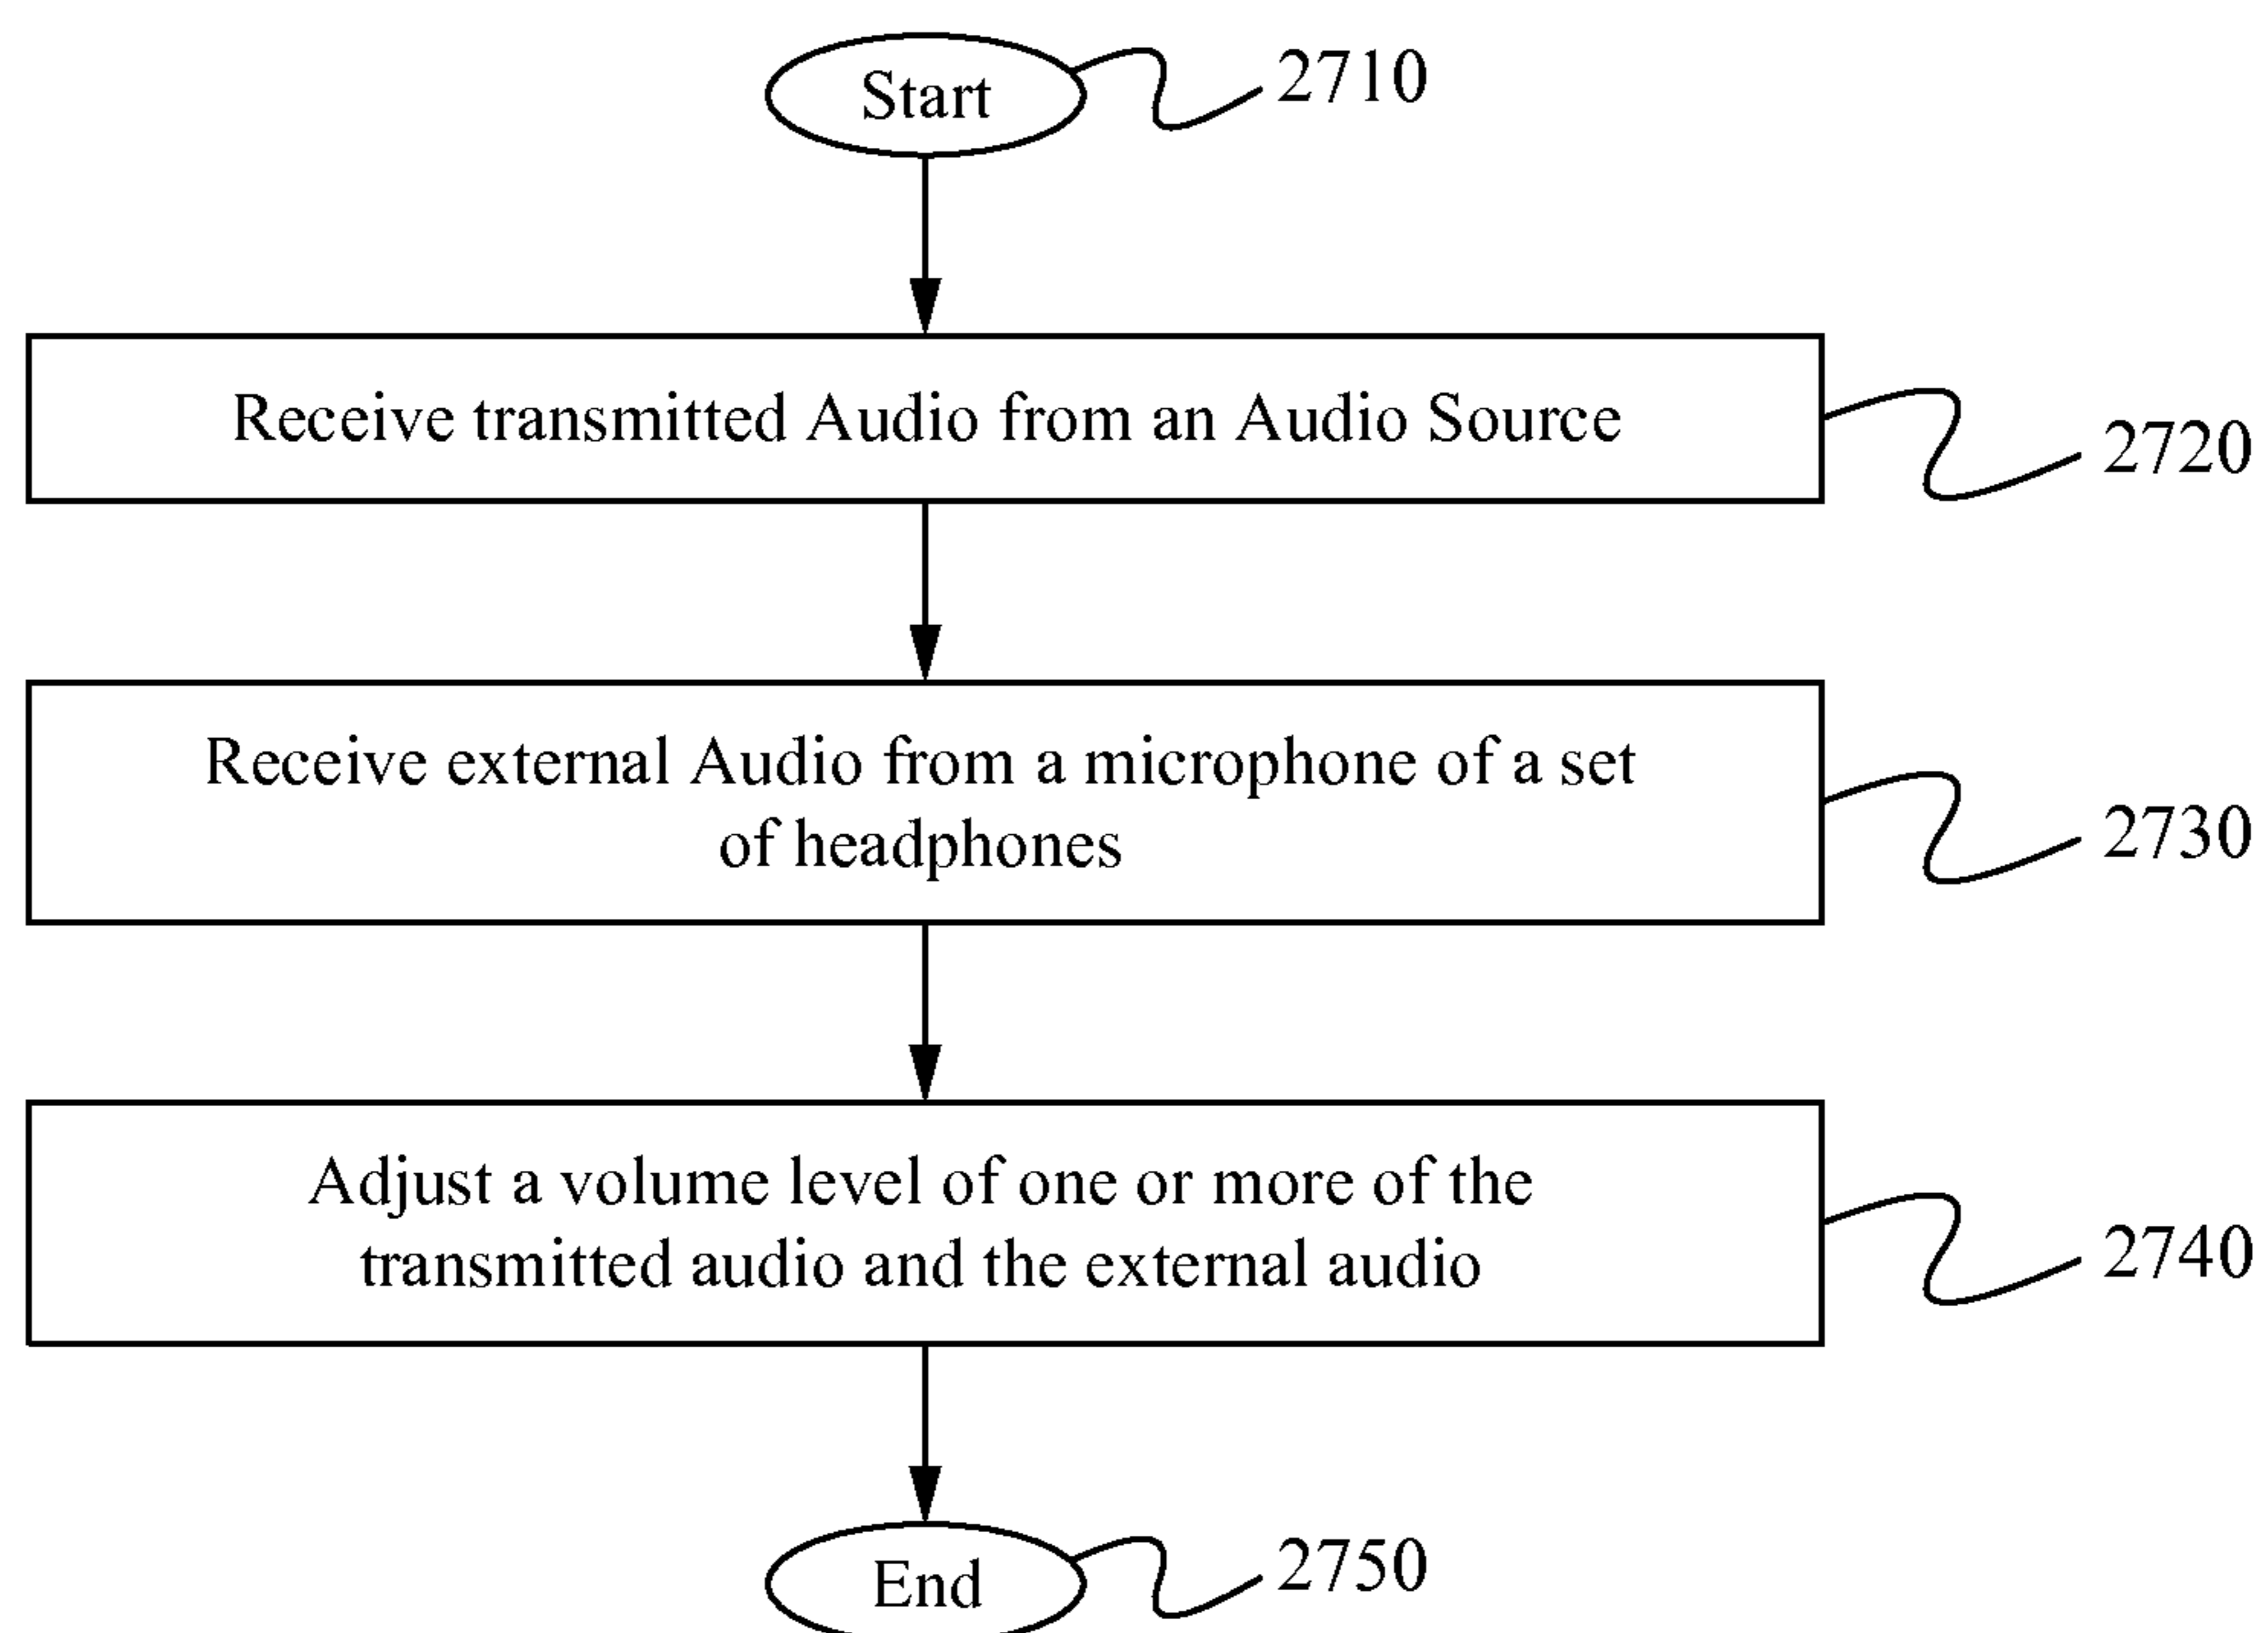 Start
2710
Receive transmitted Audio from an Audio Source
2720
Receive external Audio from a microphone of a set
of headphones
2730
Adjust a volume level of one or more of the
transmitted audio and the external audio
2740
End
2750